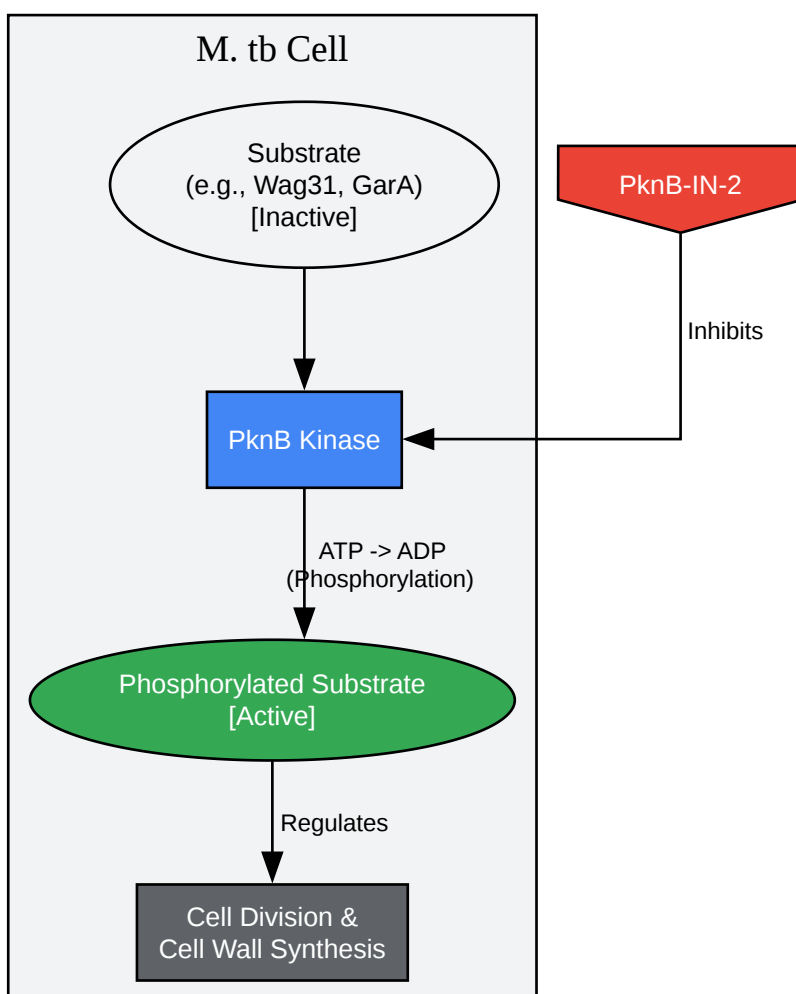 M. tb Cell
Substrate
(e.g., Wag31, GarA)
[Inactive]
PknB-IN-2
Inhibits
PknB Kinase
ATP -> ADP
(Phosphorylation)
Phosphorylated Substrate
[Active]
Regulates
Cell Division &
Cell Wall Synthesis